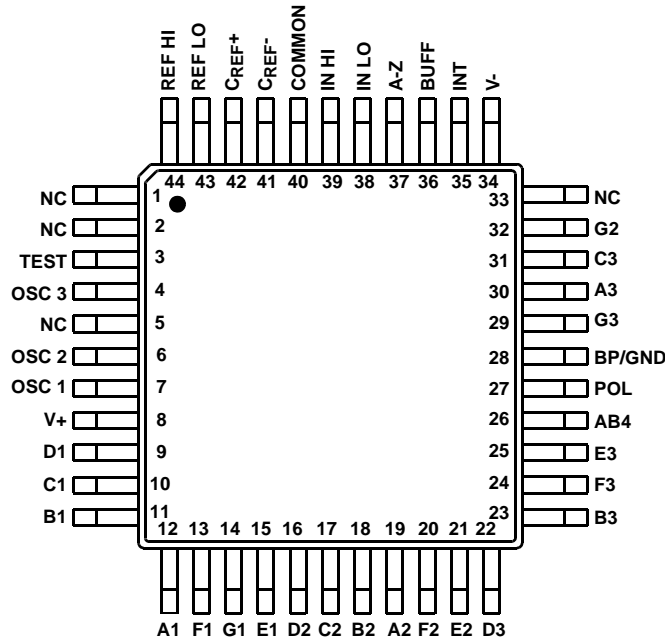 REF HI
REF LO
CREF+
CREF-
COMMON
IN HI
IN LO
A-Z
BUFF
INT
V-
44 43 42 41 40 39 38 37 36 35 34
NC 1 33 NC
NC 2 32 G2
TEST 3 31 C3
OSC 3 4 30 A3
NC 5 29 G3
OSC 2 6 28 BP/GND
OSC 1 7 27 POL
V+ 8 26 AB4
D1 9 25 E3
C1 10 24 F3
B1 11 23 B3
12 13 14 15 16 17 18 19 20 21 22
A1 F1 G1 E1 D2 C2 B2 A2 F2 E2 D3